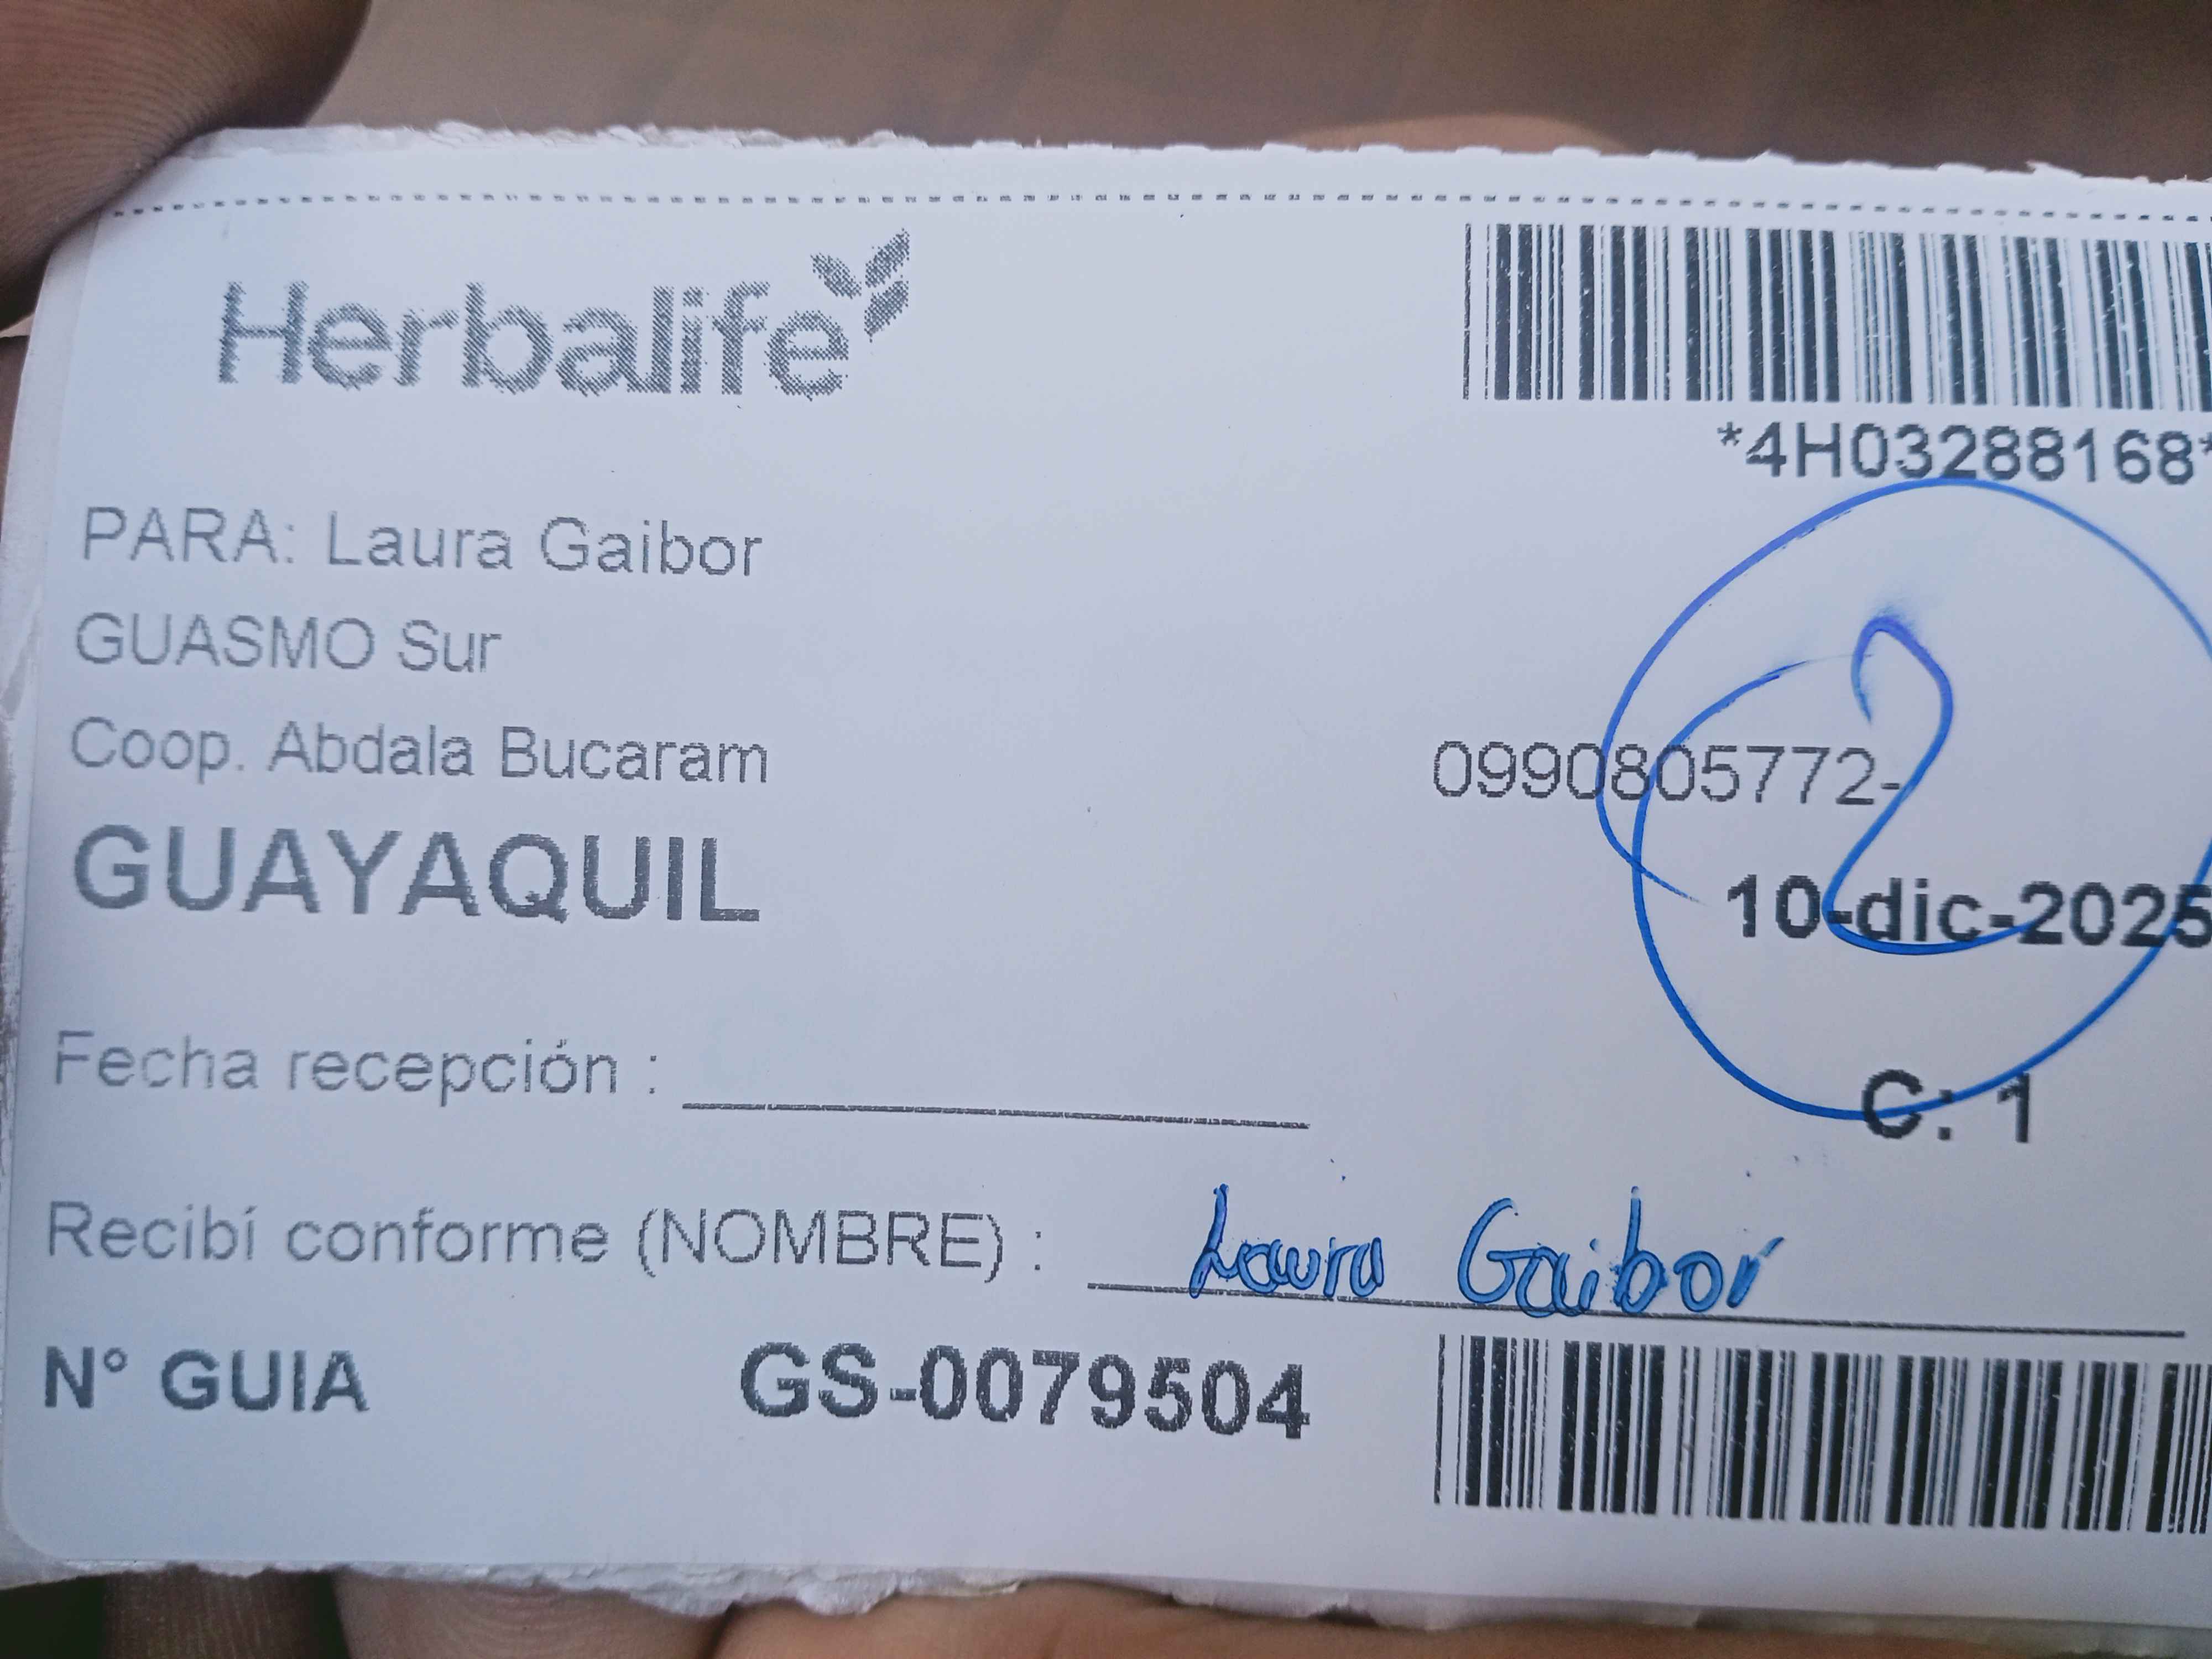 Herbalife
*4H03288168*
PARA: Laura Gaibor
GUASMO Sur
Coop. Abdala Bucaram
0990805772-
GUAYAQUIL
10-dic-2025
2
C: 1
Fecha recepción :
Recibí conforme (NOMBRE) : Laura Gaibor
N° GUIA GS-0079504